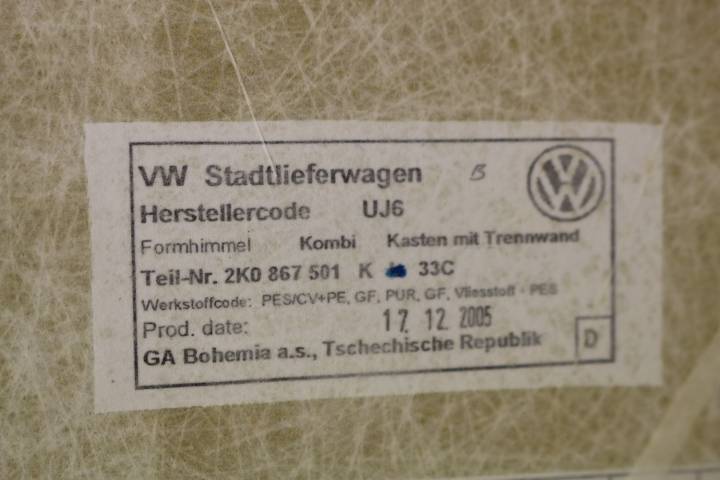 VW Stadtlieferwagen B
Herstellercode UJ6
Formhimmel Kombi Kasten mit Trennwand
Teil-Nr. 2K0 867 501 K 33C
Werkstoffcode: PES/CV+PE, GF, PUR, GF, Vliesstoff - PES
Prod. date: 17 12 2005
GA Bohemia a.s., Tschechische Republik D